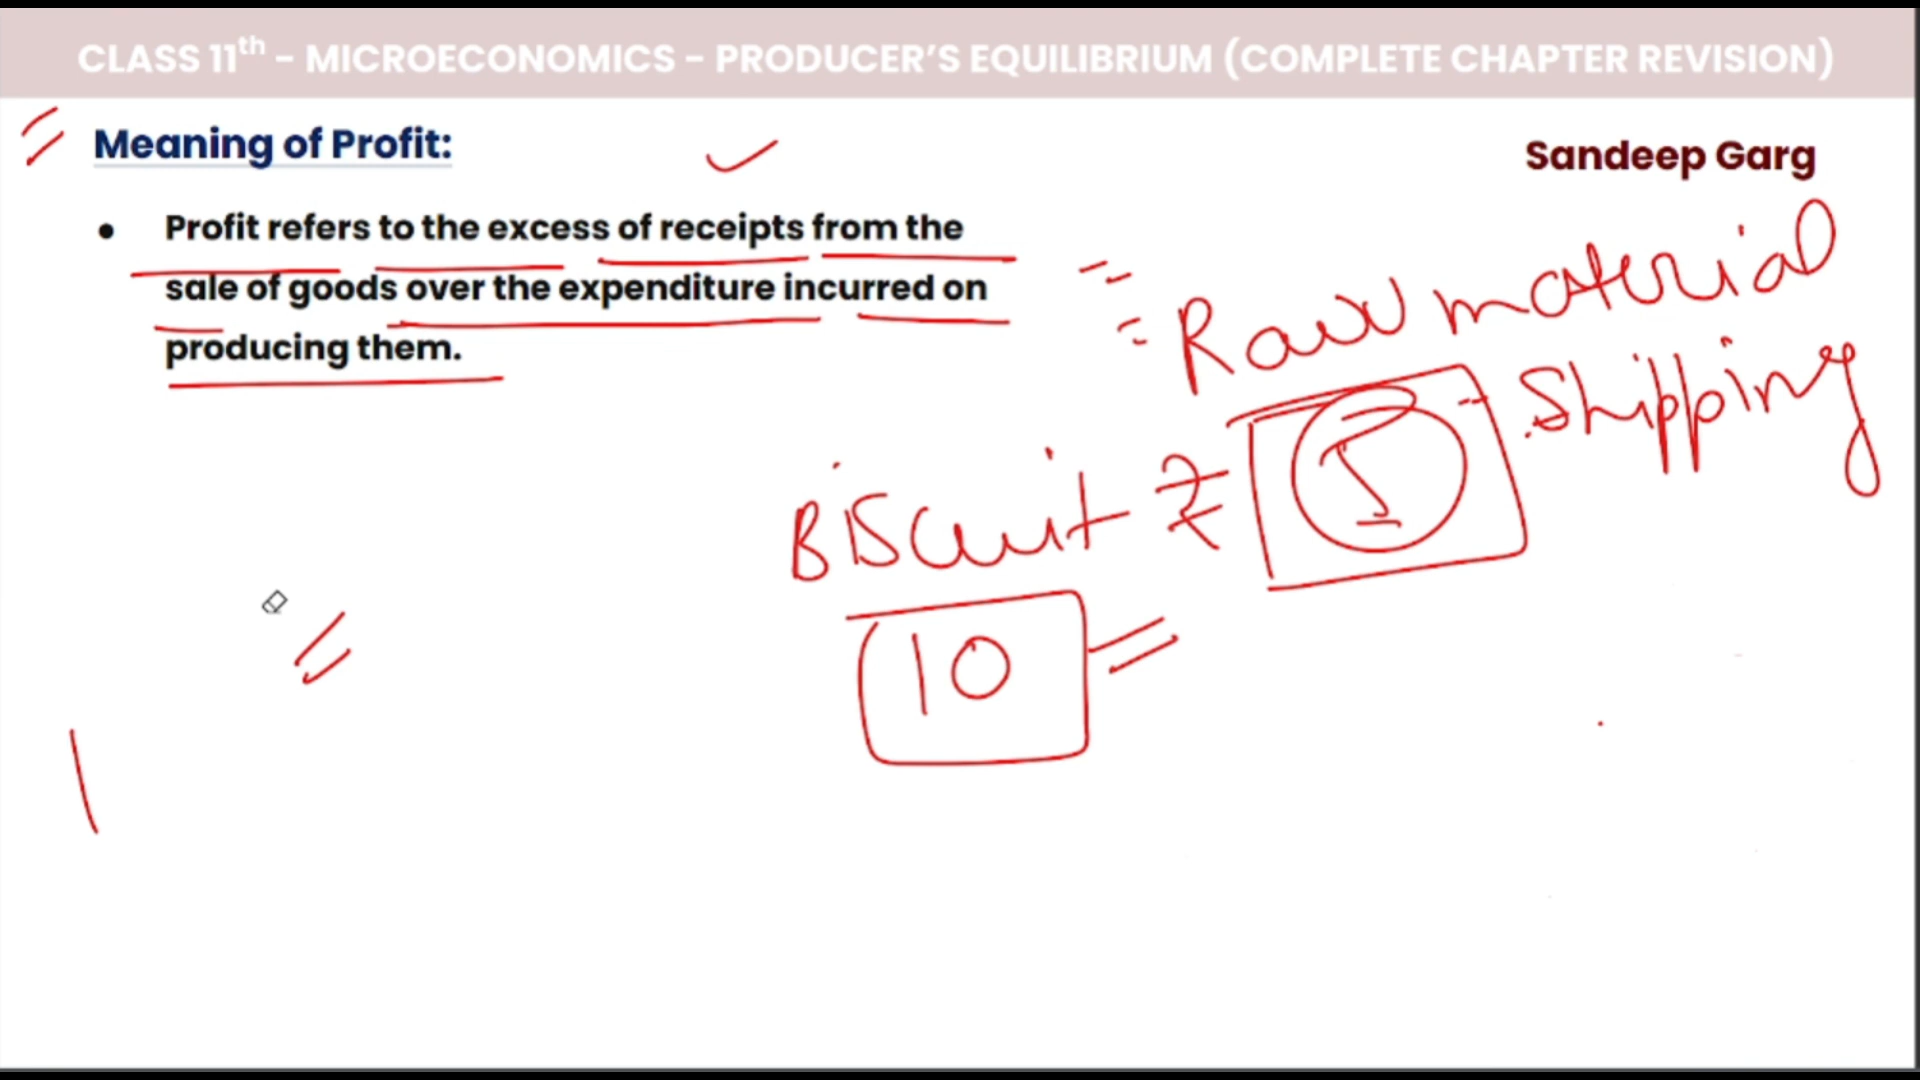 CLASS 11th - MICROECONOMICS - PRODUCER'S EQUILIBRIUM (COMPLETE CHAPTER REVISION)
Meaning of Profit:
Sandeep Garg
• Profit refers to the excess of receipts from the
sale of goods over the expenditure incurred on
producing them.
= Raw material
- Shipping
Biscuit ₹
10 =